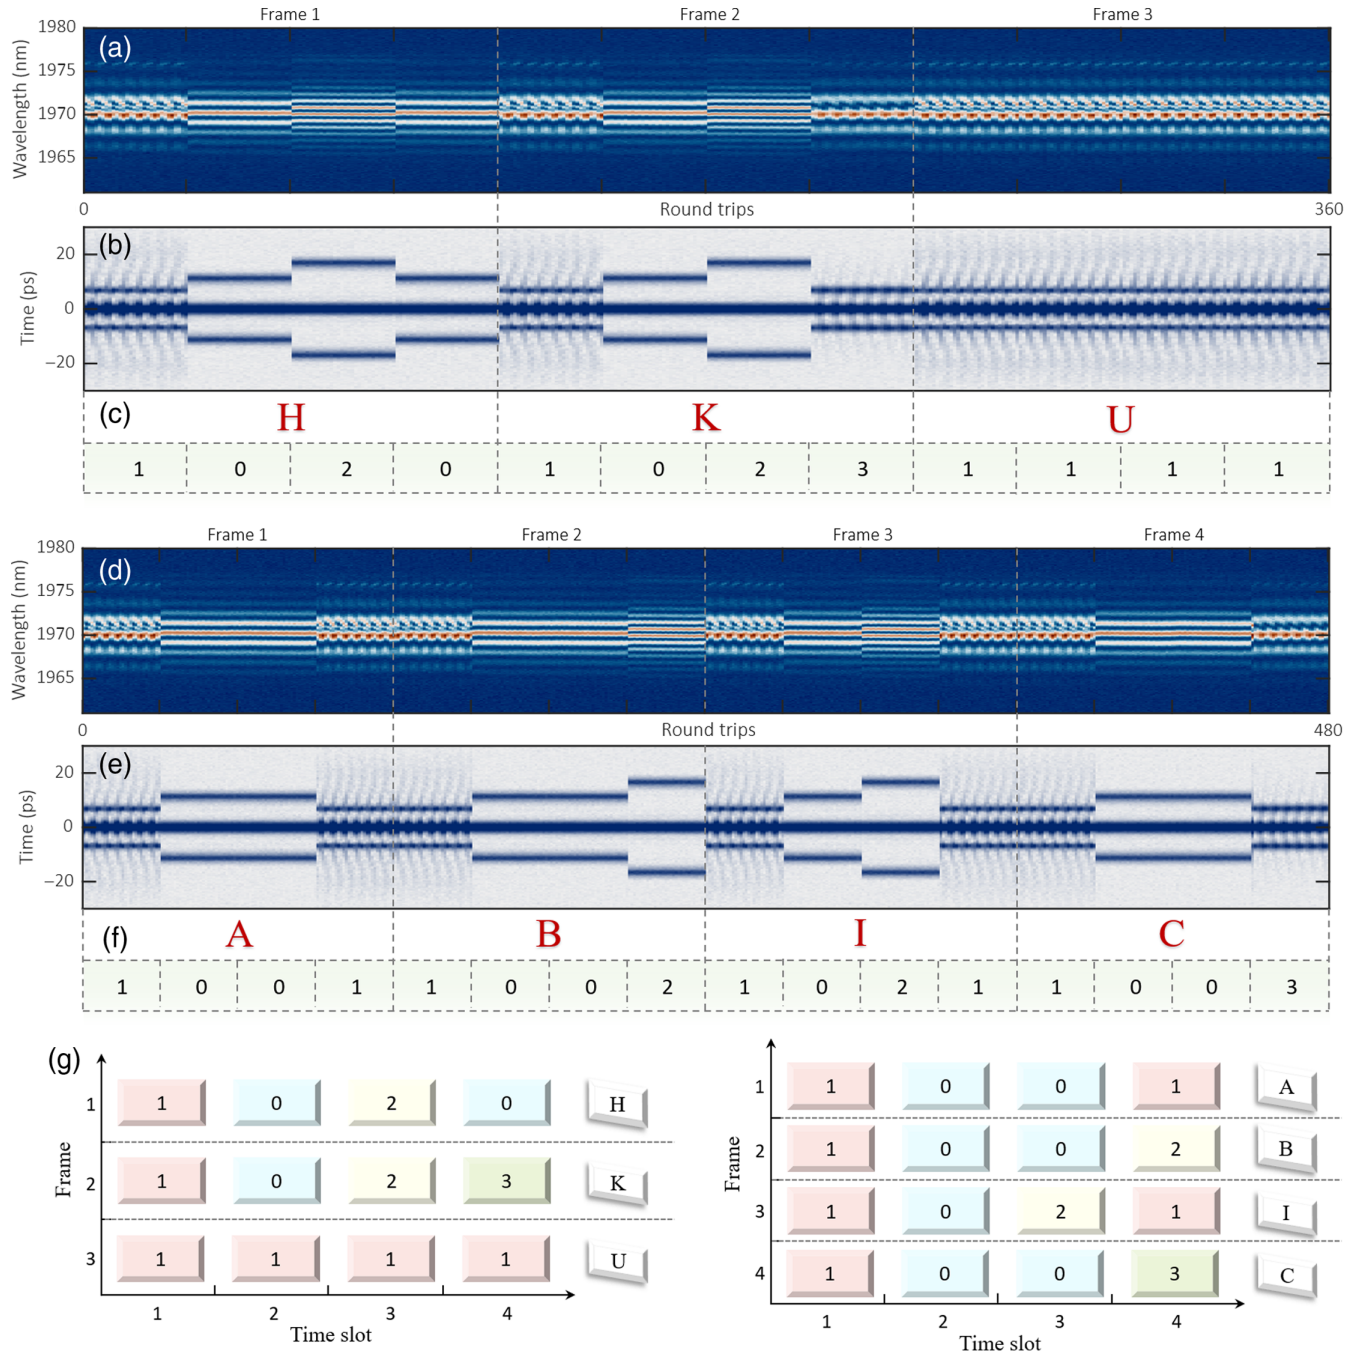 Frame 1 Frame 2 Frame 3
(a)
Wavelength (nm)
1980
1975
1970
1965
0 Round trips 360
(b)
Time (ps)
20
0
−20
(c) H K U
1 0 2 0 1 0 2 3 1 1 1 1
Frame 1 Frame 2 Frame 3 Frame 4
(d)
Wavelength (nm)
1980
1975
1970
1965
0 Round trips 480
(e)
Time (ps)
20
0
−20
(f) A B I C
1 0 0 1 1 0 0 2 1 0 2 1 1 0 0 3
(g)
Frame
1 1 0 2 0 H
2 1 0 2 3 K
3 1 1 1 1 U
1 2 3 4
Time slot
Frame
1 1 0 0 1 A
2 1 0 0 2 B
3 1 0 2 1 I
4 1 0 0 3 C
1 2 3 4
Time slot